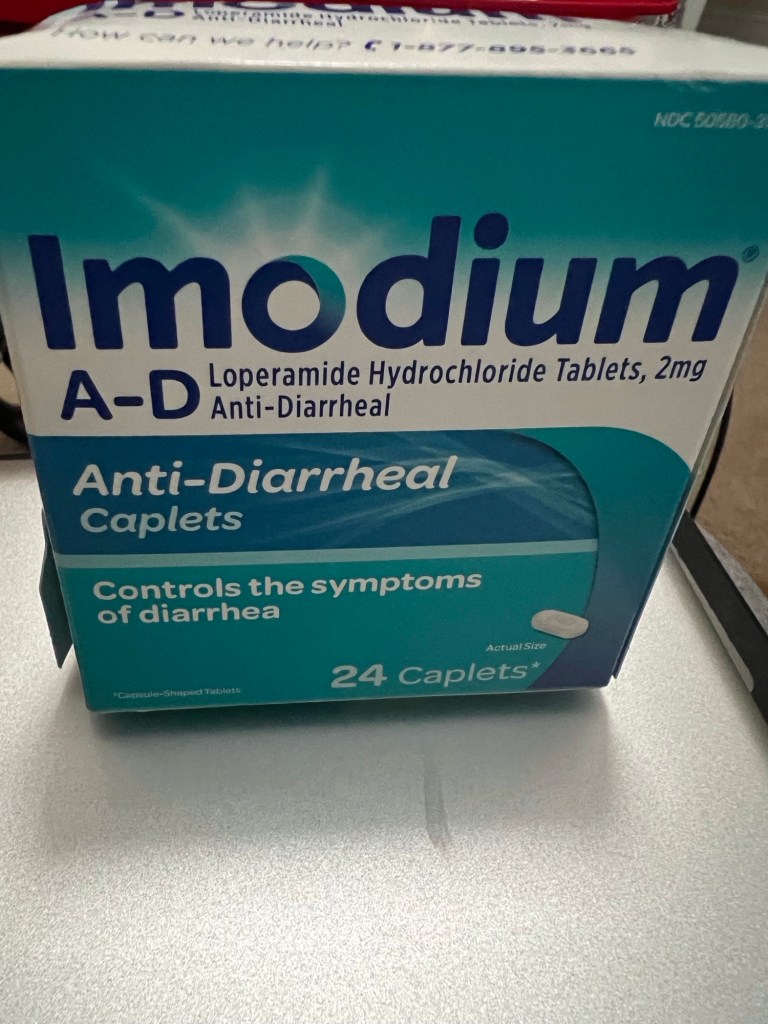 How can we help? 1-877-895-3665
NDC 50580-3
Imodium®
A-D Loperamide Hydrochloride Tablets, 2mg
Anti-Diarrheal
Anti-Diarrheal
Caplets
Controls the symptoms
of diarrhea
Actual Size
24 Caplets*
*Capsule-Shaped Tablets